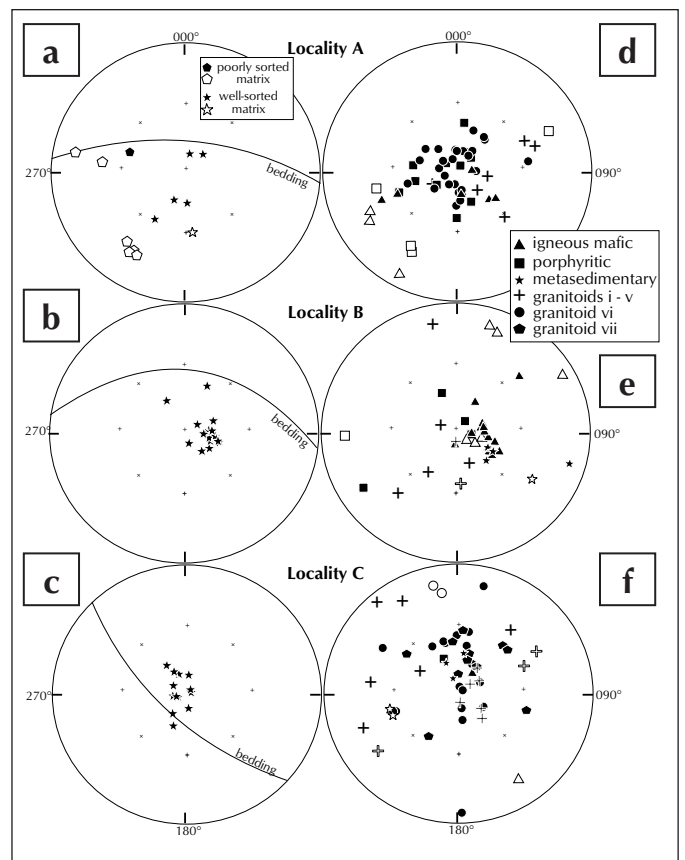 a
000°
Locality A
000°
d
poorly sorted
matrix
well-sorted
matrix
270°
bedding
090°
igneous mafic
porphyritic
metasedimentary
granitoids i - v
granitoid vi
granitoid vii
b
Locality B
e
270°
bedding
090°
c
Locality C
f
270°
090°
bedding
180°
180°